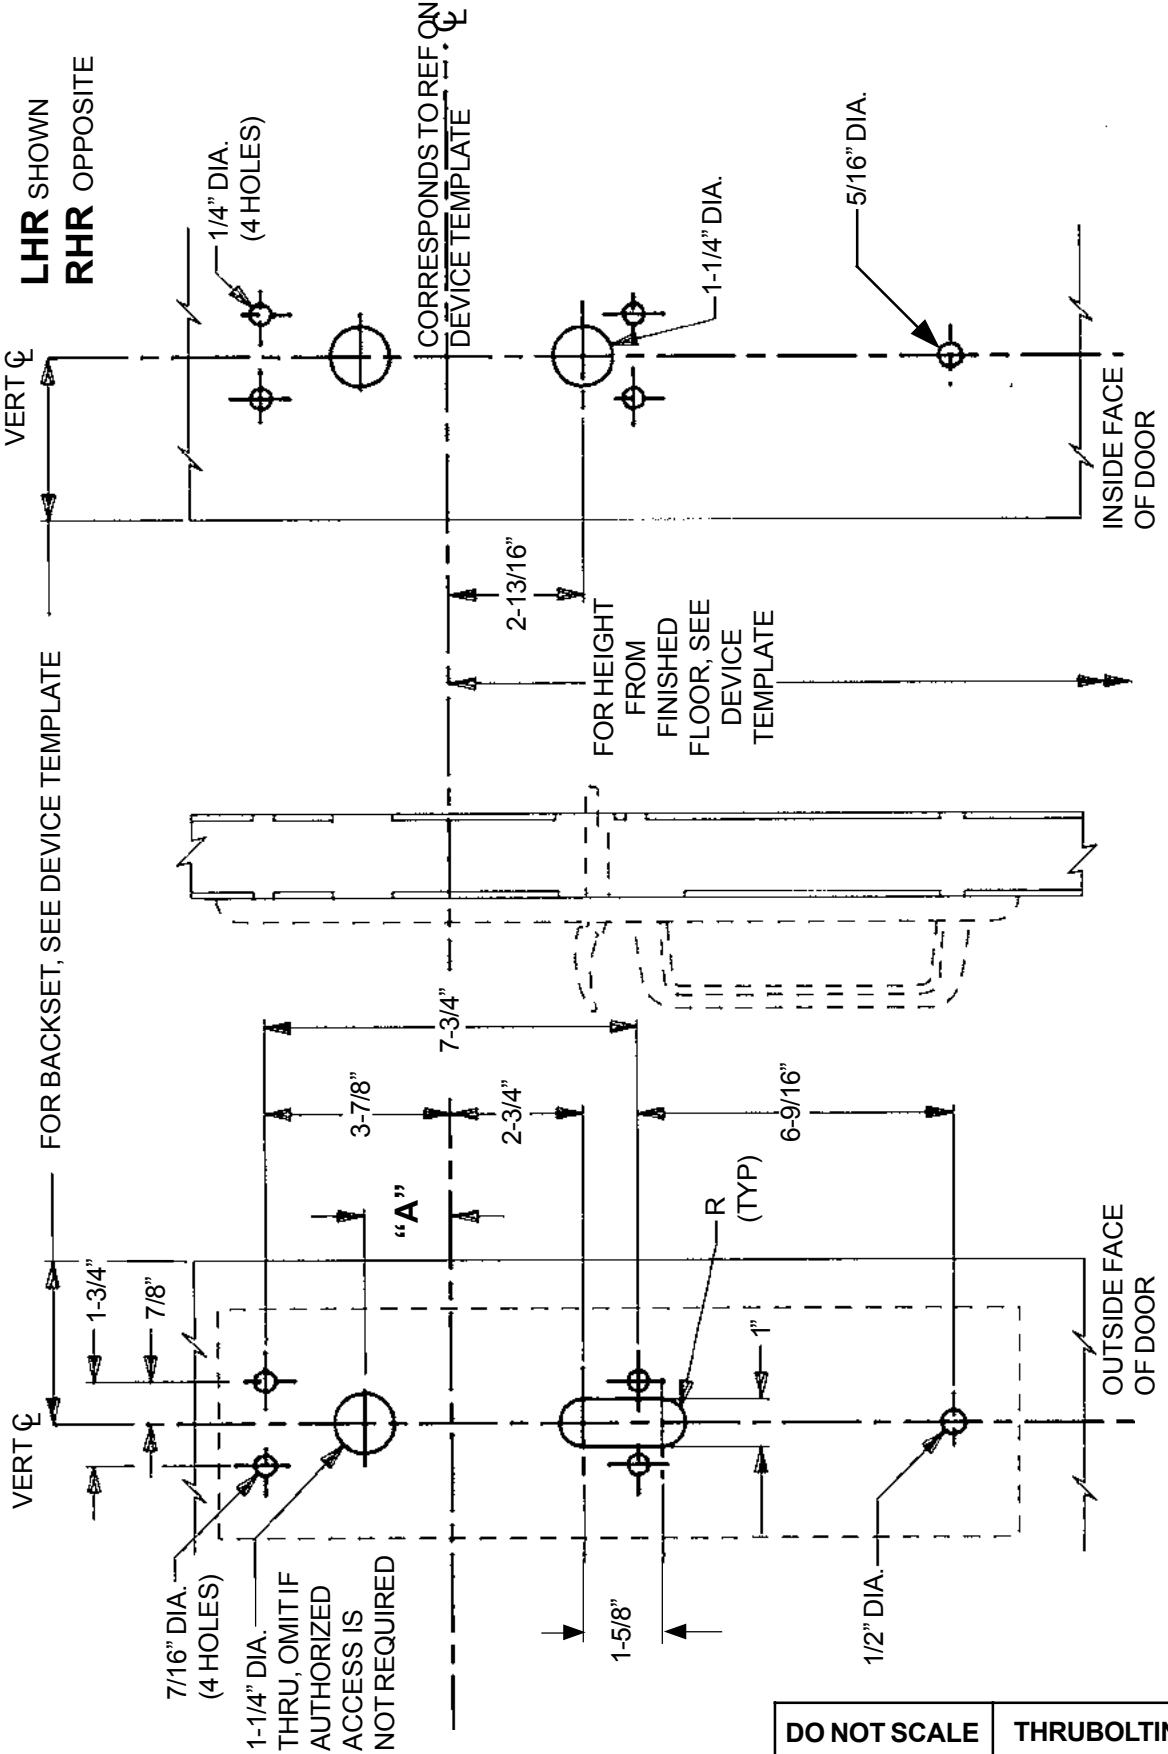 LHR SHOWN
RHR OPPOSITE
VERT ℄
1/4” DIA.
(4 HOLES)
CORRESPONDS TO REF ON
DEVICE TEMPLATE
℄
1-1/4” DIA.
5/16” DIA.
INSIDE FACE
OF DOOR
2-13/16”
FOR HEIGHT
FROM
FINISHED
FLOOR, SEE
DEVICE
TEMPLATE
FOR BACKSET, SEE DEVICE TEMPLATE
7-3/4”
3-7/8”
2-3/4”
6-9/16”
“A”
R
(TYP)
1-3/4”
7/8”
1”
VERT ℄
OUTSIDE FACE
OF DOOR
7/16” DIA.
(4 HOLES)
1-1/4” DIA.
THRU, OMIT IF
AUTHORIZED
ACCESS IS
NOT REQUIRED
1-5/8”
1/2” DIA.
DO NOT SCALE